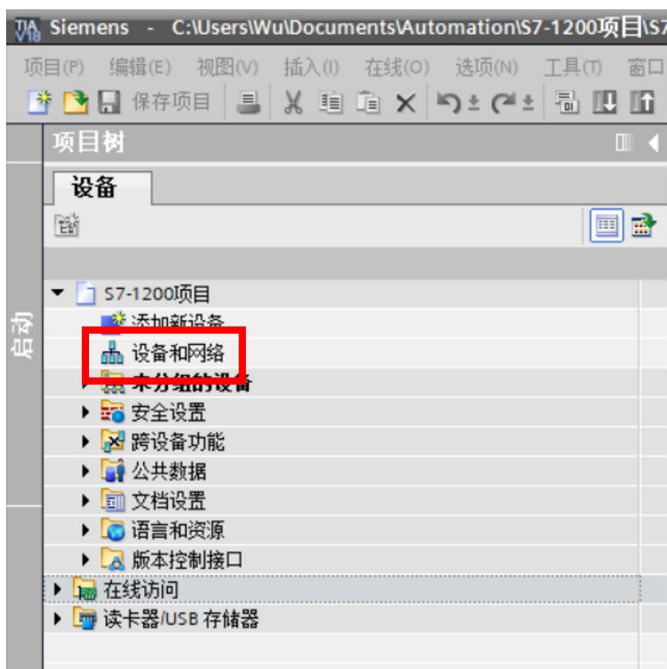 TIA V18 Siemens - C:\Users\Wu\Documents\Automation\S7-1200项目\S7
项目(P) 编辑(E) 视图(V) 插入(I) 在线(O) 选项(N) 工具(T) 窗口
保存项目
项目树
设备
启动
S7-1200项目
添加新设备
设备和网络
未分组的设备
安全设置
跨设备功能
公共数据
文档设置
语言和资源
版本控制接口
在线访问
读卡器/USB 存储器